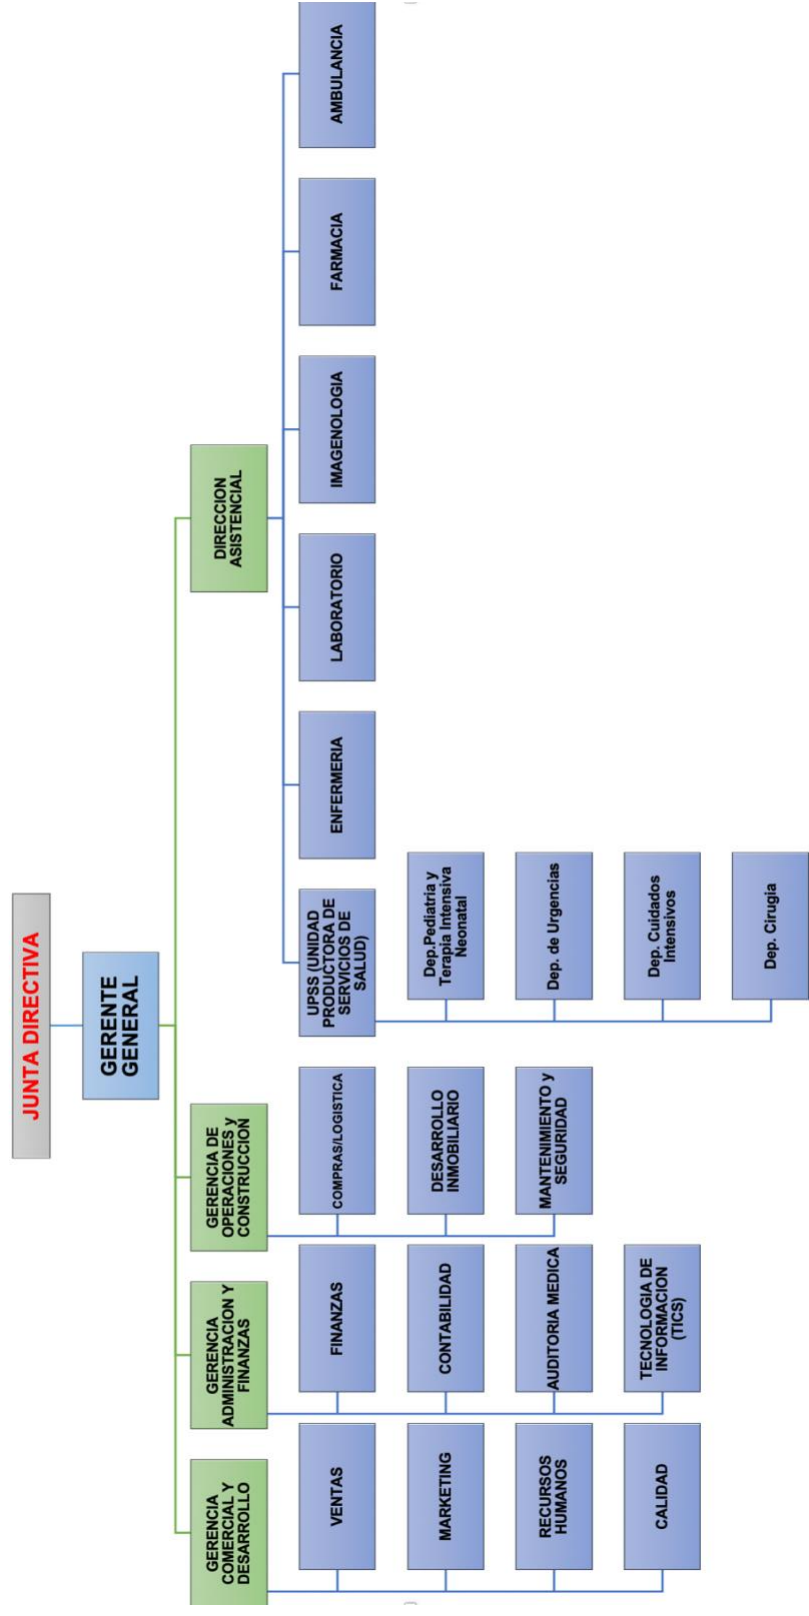 JUNTA DIRECTIVA
GERENTE
GENERAL
GERENCIA
COMERCIAL Y
DESARROLLO
VENTAS
MARKETING
RECURSOS
HUMANOS
CALIDAD
GERENCIA
ADMINISTRACION Y
FINANZAS
FINANZAS
CONTABILIDAD
AUDITORIA MEDICA
TECNOLOGIA DE
INFORMACION
(TICS)
GERENCIA DE
OPERACIONES y
CONSTRUCCION
COMPRAS/LOGISTICA
DESARROLLO
INMOBILIARIO
MANTENIMIENTO y
SEGURIDAD
DIRECCION
ASISTENCIAL
UPSS (UNIDAD
PRODUCTORA DE
SERVICIOS DE
SALUD)
Dep.Pediatria y
Terapia Intensiva
Neonatal
Dep. de Urgencias
Dep. Cuidados
Intensivos
Dep. Cirugia
ENFERMERIA
LABORATORIO
IMAGENOLOGIA
FARMACIA
AMBULANCIA